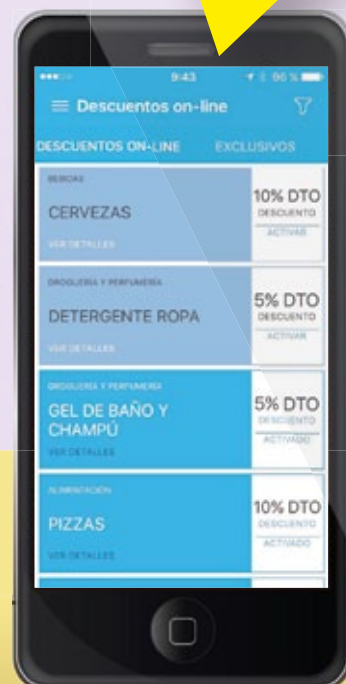 9:43
96 %
Descuentos on-line
DESCUENTOS ON-LINE
EXCLUSIVOS
BEBIDAS
CERVEZAS
VER DETALLES
10% DTO
DESCUENTO
ACTIVAR
DROGUERÍA Y PERFUMERÍA
DETERGENTE ROPA
VER DETALLES
5% DTO
DESCUENTO
ACTIVAR
DROGUERÍA Y PERFUMERÍA
GEL DE BAÑO Y
CHAMPÚ
VER DETALLES
5% DTO
DESCUENTO
ACTIVADO
ALIMENTACIÓN
PIZZAS
VER DETALLES
10% DTO
DESCUENTO
ACTIVADO